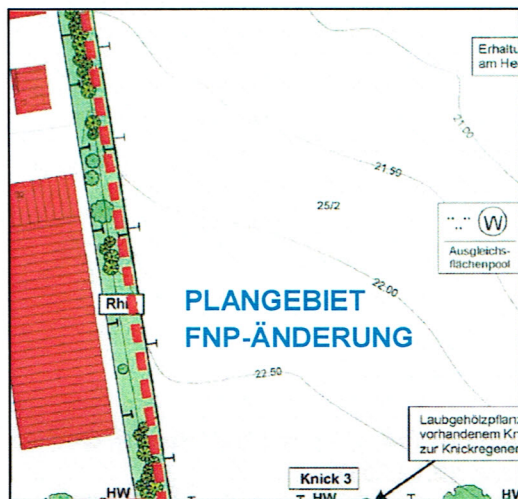 Erhaltu
am He
21.00
21.50
25/2
W
Ausgleichs-
flächenpool
22.00
PLANGEBIET
FNP-ÄNDERUNG
22.50
Laubgehölzpflanz
vorhandenem Kn
zur Knickregener
Knick 3
HW
HW
HW